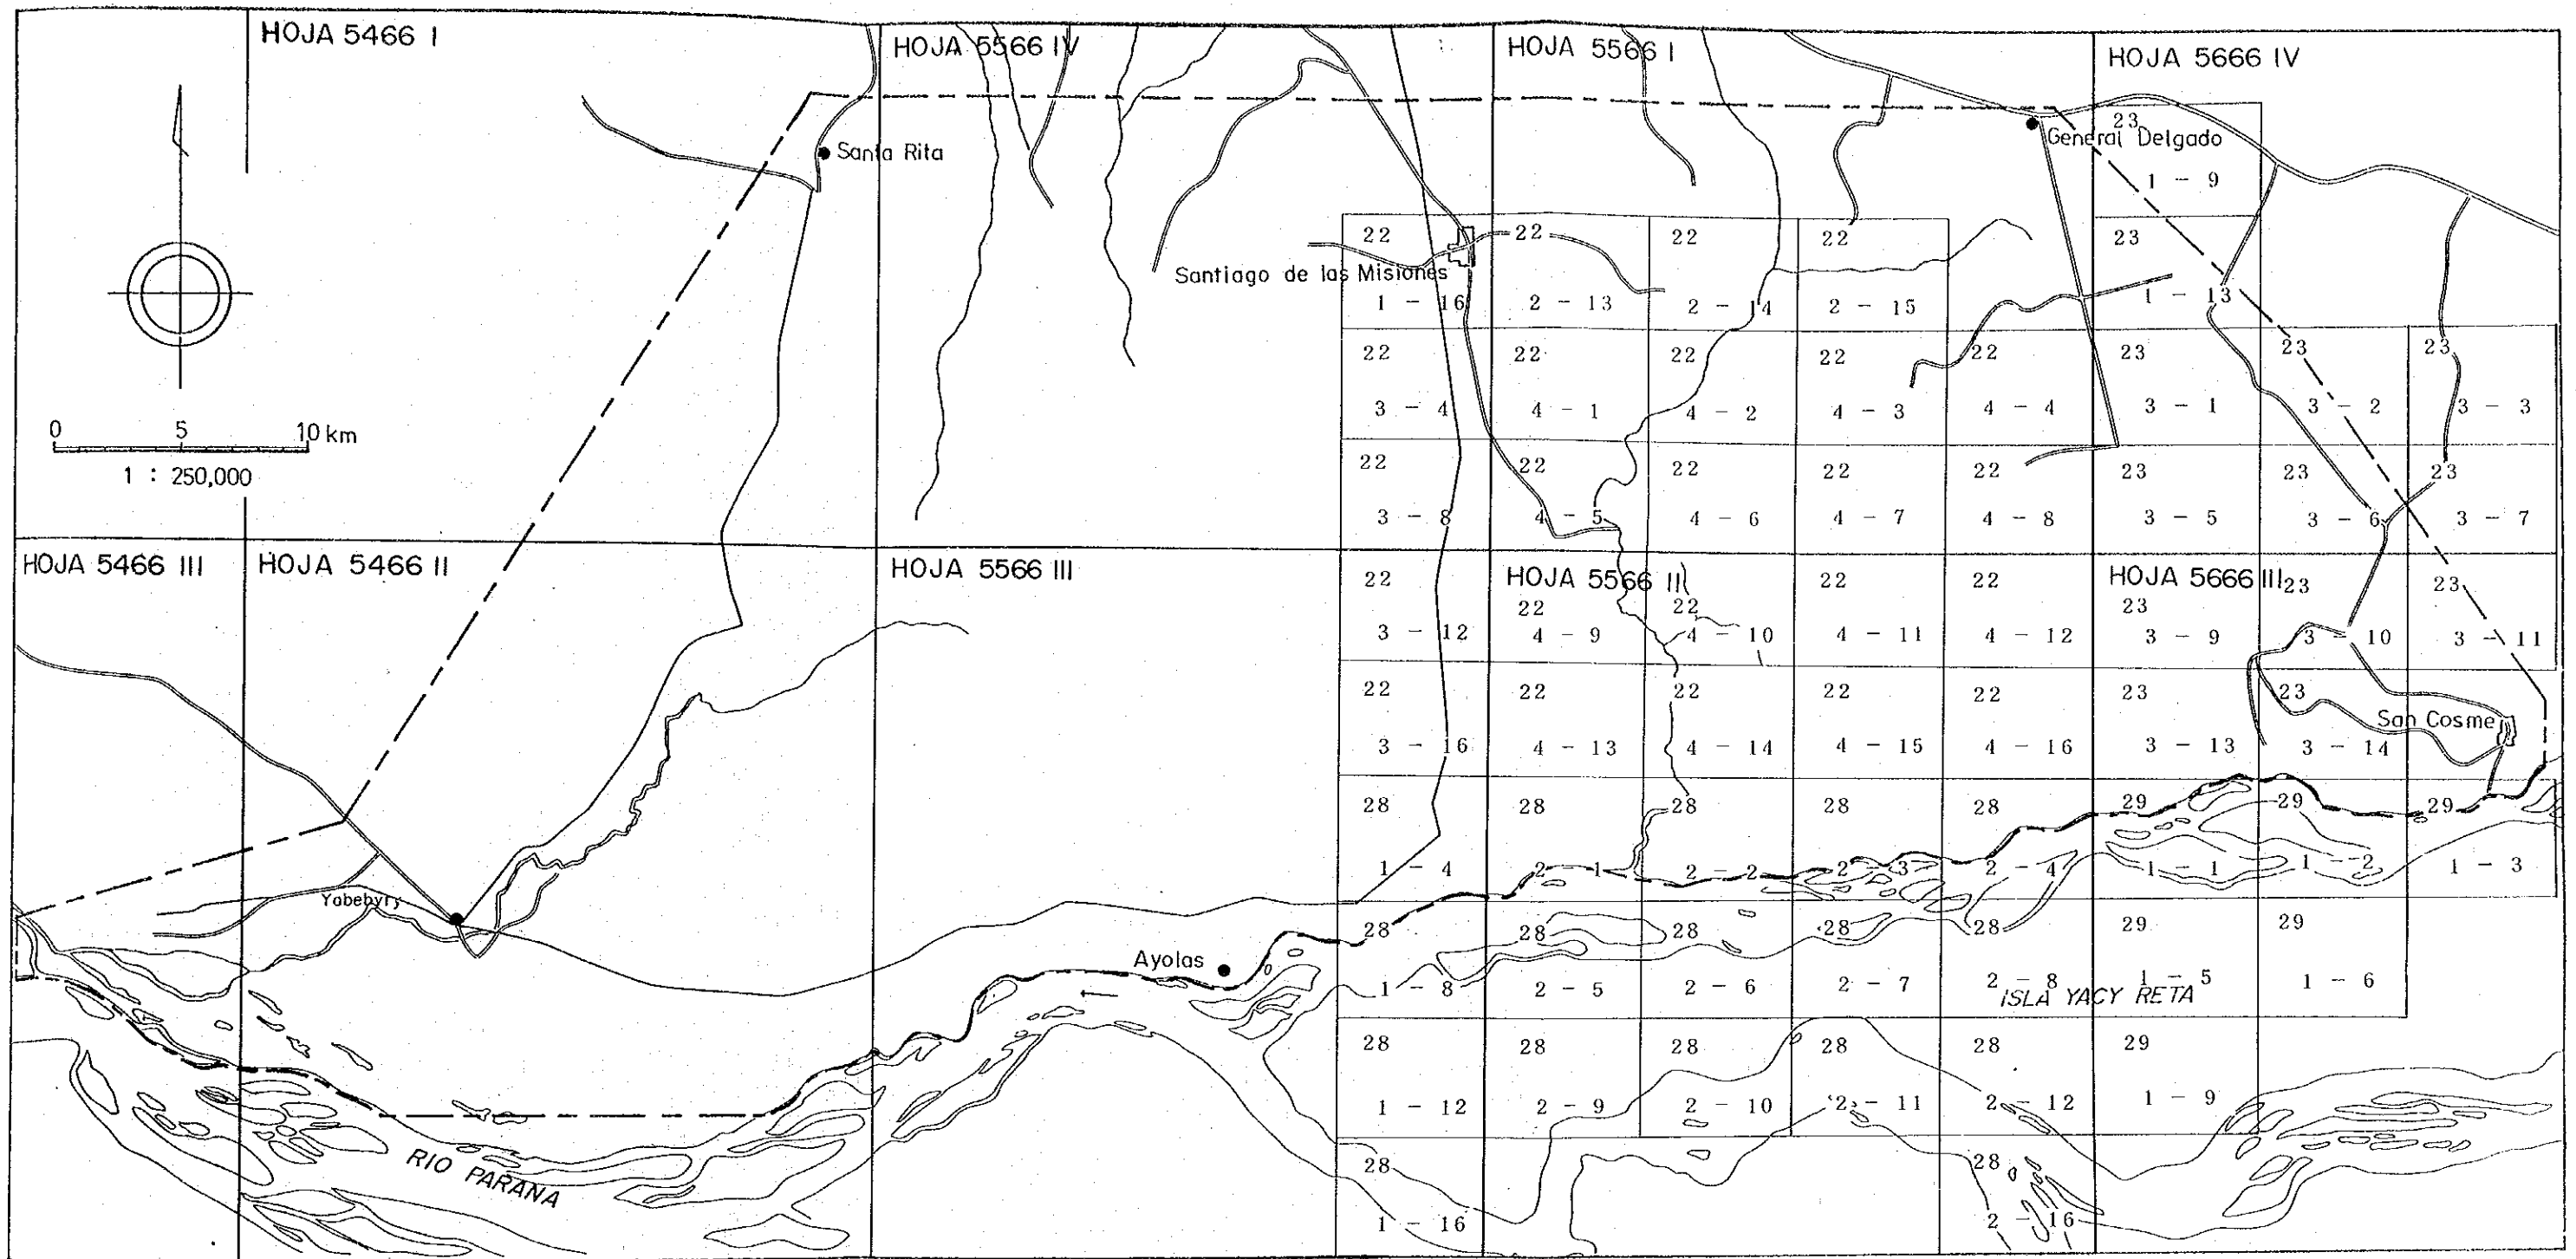 HOJA 5466 I
HOJA 5566 IV
HOJA 5566 I
HOJA 5666 IV
Santa Rita
General Delgado
23
1 - 9
Santiago de las Misiones
22
22
22
22
23
1 - 16
2 - 13
2 - 14
2 - 15
1 - 13
22
22
22
22
22
23
23
23
3 - 4
4 - 1
4 - 2
4 - 3
4 - 4
3 - 1
3 - 2
3 - 3
0 5 10 km
1 : 250,000
22
22
22
22
22
23
23
23
3 - 8
4 - 5
4 - 6
4 - 7
4 - 8
3 - 5
3 - 6
3 - 7
HOJA 5466 III
HOJA 5466 II
HOJA 5566 III
HOJA 5566 II
HOJA 5666 III
22
22
22
22
22
23
23
23
3 - 12
4 - 9
4 - 10
4 - 11
4 - 12
3 - 9
3 - 10
3 - 11
22
22
22
22
22
23
23
San Cosme
3 - 16
4 - 13
4 - 14
4 - 15
4 - 16
3 - 13
3 - 14
28
28
28
28
28
29
29
29
1 - 4
2 - 1
2 - 2
2 - 3
2 - 4
1 - 1
1 - 2
1 - 3
Yabebyry
Ayolas
28
28
28
28
28
29
29
1 - 8
2 - 5
2 - 6
2 - 7
2 - 8
1 - 5
1 - 6
ISLA YACY RETA
28
28
28
28
28
29
1 - 12
2 - 9
2 - 10
2 - 11
2 - 12
1 - 9
RIO PARANA
28
28
1 - 16
2 - 16